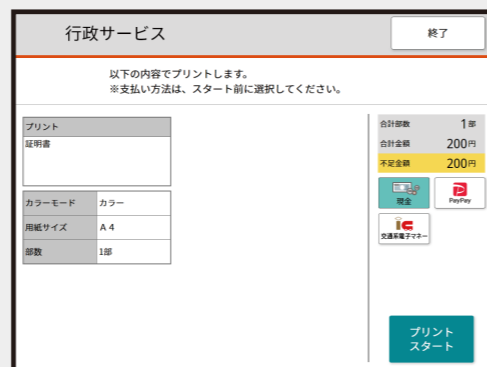 行政サービス
終了
以下の内容でプリントします。
※支払い方法は、スタート前に選択してください。
プリント
証明書
カラーモード カラー
用紙サイズ A4
部数 1部
合計部数 1部
合計金額 200円
不足金額 200円
現金
PayPay
交通系電子マネー
プリント
スタート